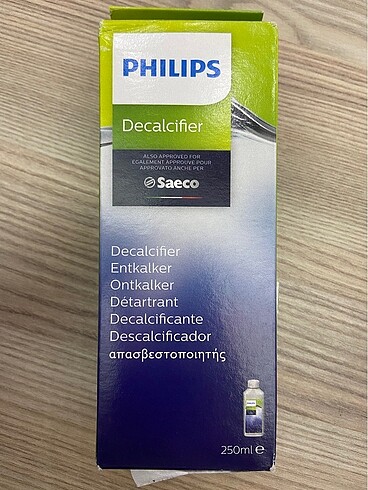 PHILIPS
Decalcifier
ALSO APPROVED FOR
EGALEMENT APPROUVÉ POUR
APPROVATO ANCHE PER
Saeco
Decalcifier
Entkalker
Ontkalker
Détartrant
Decalcificante
Descalcificador
απασβεστοποιητής
250ml e